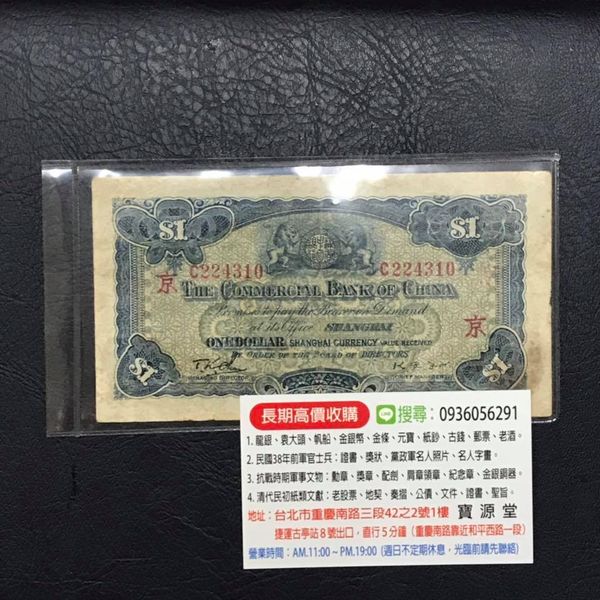 $1
$1
C224310
C224310
京
THE COMMERCIAL BANK OF CHINA
Promises to pay the Bearer on Demand
at its Office SHANGHAI
京
ONE DOLLAR SHANGHAI CURRENCY VALUE RECEIVED
BY ORDER OF THE BOARD OF DIRECTORS
$1
$1
長期高價收購
LINE
搜尋：0936056291
1. 龍銀、袁大頭、帆船、金銀幣、金條、元寶、紙鈔、古錢、郵票、老酒。
2. 民國38年前軍官士兵：證書、獎狀、黨政軍名人照片、名人字畫。
3. 抗戰時期軍事文物：勳章、獎章、配劍、肩章領章、紀念章、金銀銅器。
4. 清代民初紙類文獻：老股票、地契、奏摺、公債、文件、證書、聖旨。
地址：台北市重慶南路三段42之2號1樓 寶源堂
捷運古亭站8號出口，直行5分鐘（重慶南路靠近和平西路一段）
營業時間：AM.11:00～PM.19:00 (週日不定期休息，光臨前請先聯絡)